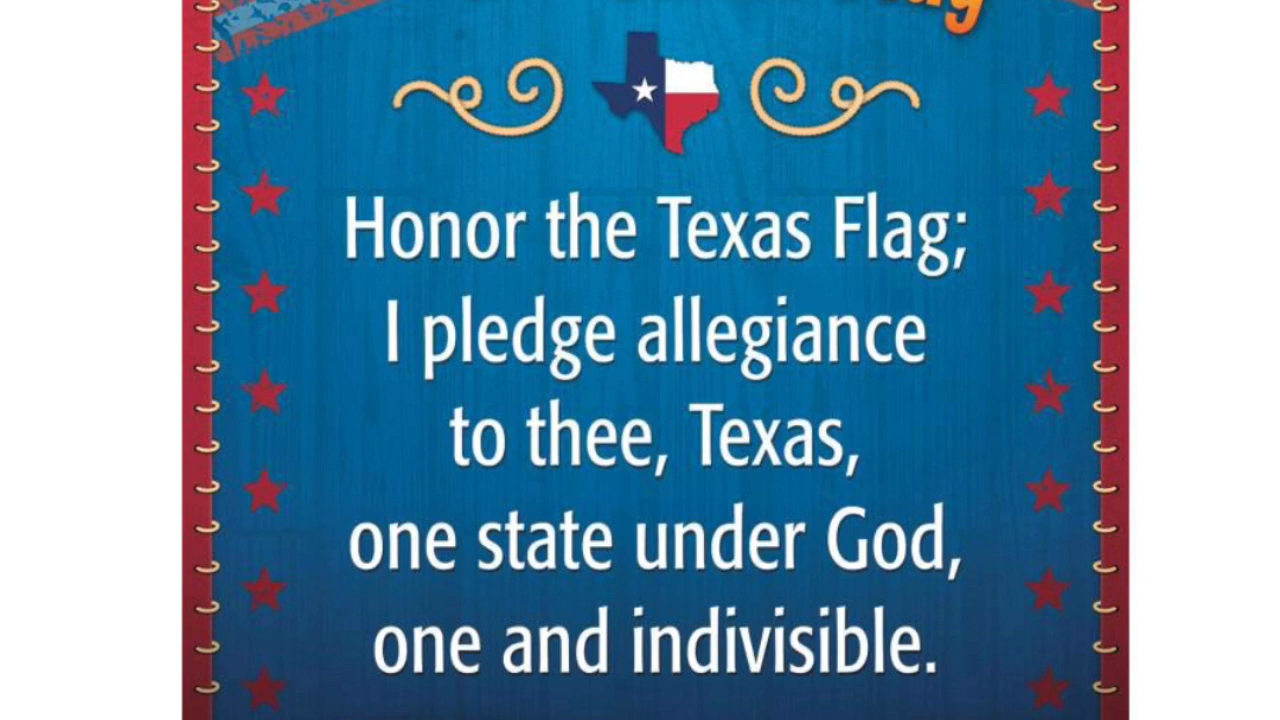 Honor the Texas Flag;
I pledge allegiance
to thee, Texas,
one state under God,
one and indivisible.